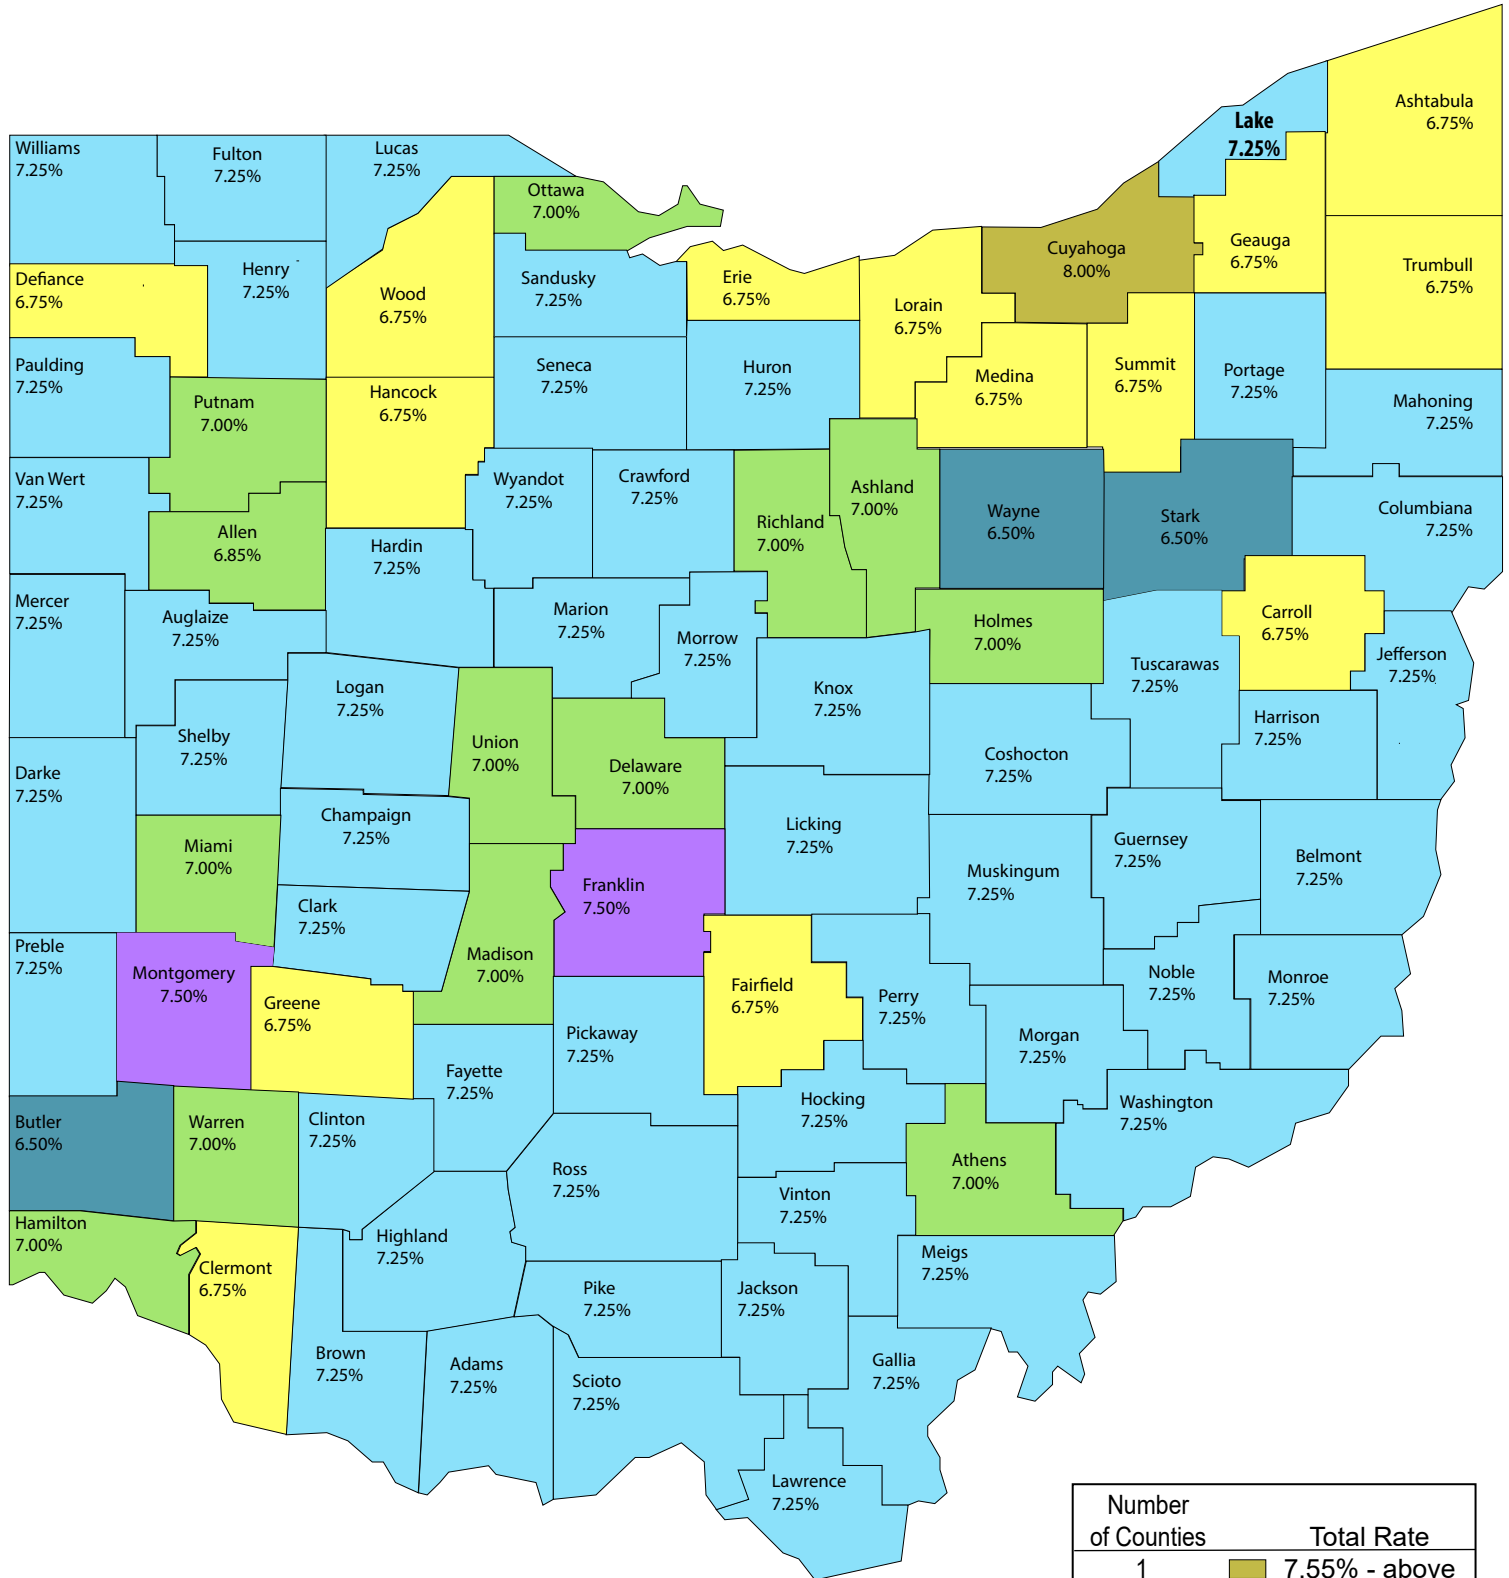 Ashtabula
6.75%
Lake
7.25%
Williams
7.25%
Fulton
7.25%
Lucas
7.25%
Ottawa
7.00%
Cuyahoga
8.00%
Geauga
6.75%
Trumbull
6.75%
Defiance
6.75%
Henry
7.25%
Wood
6.75%
Sandusky
7.25%
Erie
6.75%
Lorain
6.75%
Paulding
7.25%
Seneca
7.25%
Huron
7.25%
Medina
6.75%
Summit
6.75%
Portage
7.25%
Mahoning
7.25%
Putnam
7.00%
Hancock
6.75%
Van Wert
7.25%
Wyandot
7.25%
Crawford
7.25%
Ashland
7.00%
Richland
7.00%
Wayne
6.50%
Stark
6.50%
Columbiana
7.25%
Allen
6.85%
Hardin
7.25%
Mercer
7.25%
Auglaize
7.25%
Marion
7.25%
Morrow
7.25%
Holmes
7.00%
Carroll
6.75%
Tuscarawas
7.25%
Jefferson
7.25%
Logan
7.25%
Knox
7.25%
Shelby
7.25%
Union
7.00%
Delaware
7.00%
Coshocton
7.25%
Harrison
7.25%
Darke
7.25%
Champaign
7.25%
Licking
7.25%
Miami
7.00%
Guernsey
7.25%
Belmont
7.25%
Franklin
7.50%
Muskingum
7.25%
Clark
7.25%
Preble
7.25%
Montgomery
7.50%
Madison
7.00%
Greene
6.75%
Fairfield
6.75%
Perry
7.25%
Noble
7.25%
Monroe
7.25%
Pickaway
7.25%
Morgan
7.25%
Fayette
7.25%
Hocking
7.25%
Washington
7.25%
Butler
6.50%
Warren
7.00%
Clinton
7.25%
Ross
7.25%
Athens
7.00%
Vinton
7.25%
Hamilton
7.00%
Highland
7.25%
Clermont
6.75%
Meigs
7.25%
Pike
7.25%
Jackson
7.25%
Brown
7.25%
Adams
7.25%
Scioto
7.25%
Gallia
7.25%
Lawrence
7.25%
Number
of Counties Total Rate
1 7.55% - above